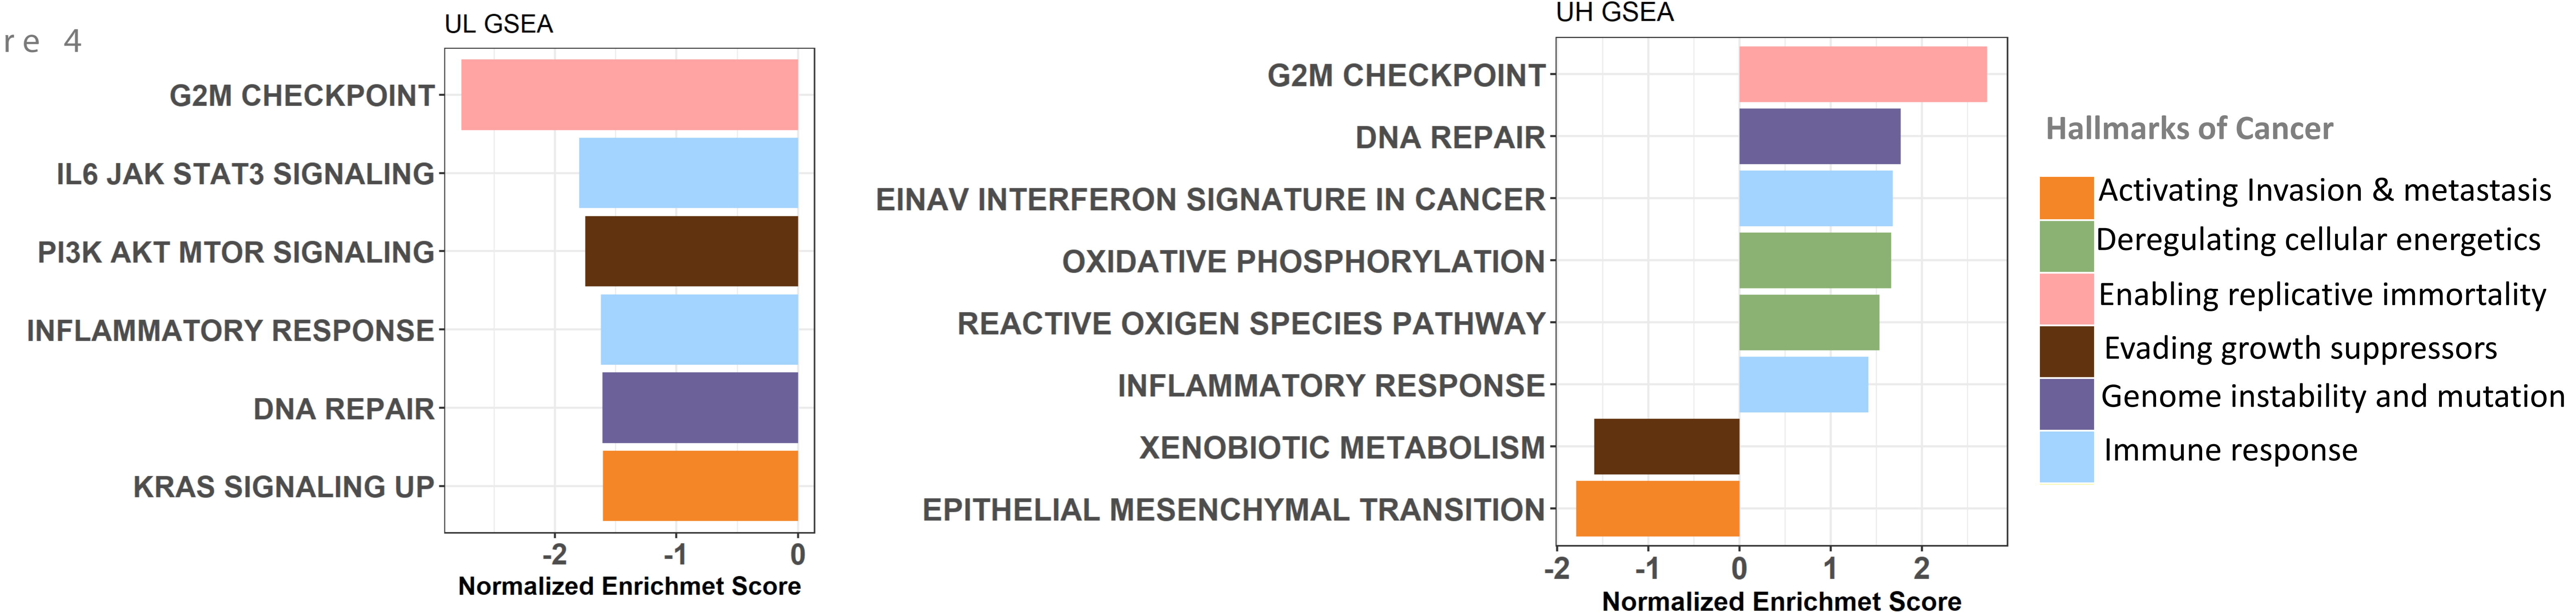 re 4
UL GSEA
G2M CHECKPOINT
IL6 JAK STAT3 SIGNALING
PI3K AKT MTOR SIGNALING
INFLAMMATORY RESPONSE
DNA REPAIR
KRAS SIGNALING UP
-2 -1 0
Normalized Enrichmet Score
UH GSEA
G2M CHECKPOINT
DNA REPAIR
EINAV INTERFERON SIGNATURE IN CANCER
OXIDATIVE PHOSPHORYLATION
REACTIVE OXIGEN SPECIES PATHWAY
INFLAMMATORY RESPONSE
XENOBIOTIC METABOLISM
EPITHELIAL MESENCHYMAL TRANSITION
-2 -1 0 1 2
Normalized Enrichmet Score
Hallmarks of Cancer
Activating Invasion & metastasis
Deregulating cellular energetics
Enabling replicative immortality
Evading growth suppressors
Genome instability and mutation
Immune response